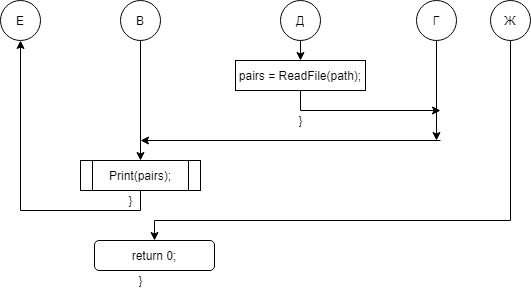 Е
В
Д
Г
Ж
pairs = ReadFile(path);
}
Print(pairs);
}
return 0;
}